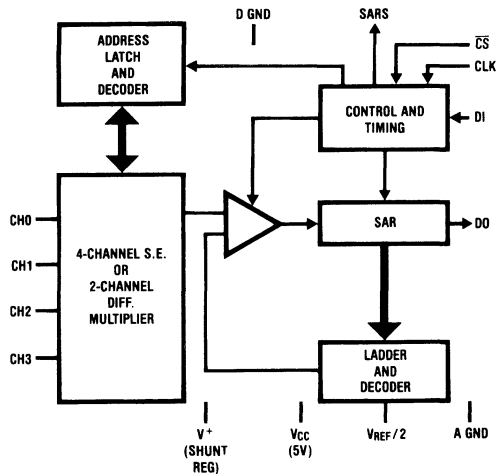 D GND
SARS
CS
CLK
ADDRESS
LATCH
AND
DECODER
CONTROL AND
TIMING
DI
CH0
CH1
CH2
CH3
4-CHANNEL S.E.
OR
2-CHANNEL
DIFF.
MULTIPLIER
SAR
DO
LADDER
AND
DECODER
V+
(SHUNT
REG)
VCC
(5V)
VREF/2
A GND